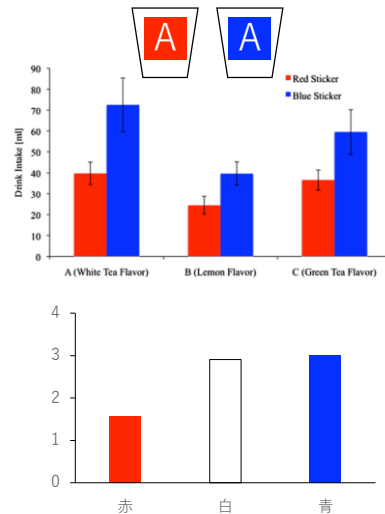 A A
Red Sticker
Blue Sticker
Drink Intake [ml]
90
80
70
60
50
40
30
20
10
0
A (White Tea Flavor) B (Lemon Flavor) C (Green Tea Flavor)
4
3
2
1
0
赤 白 青